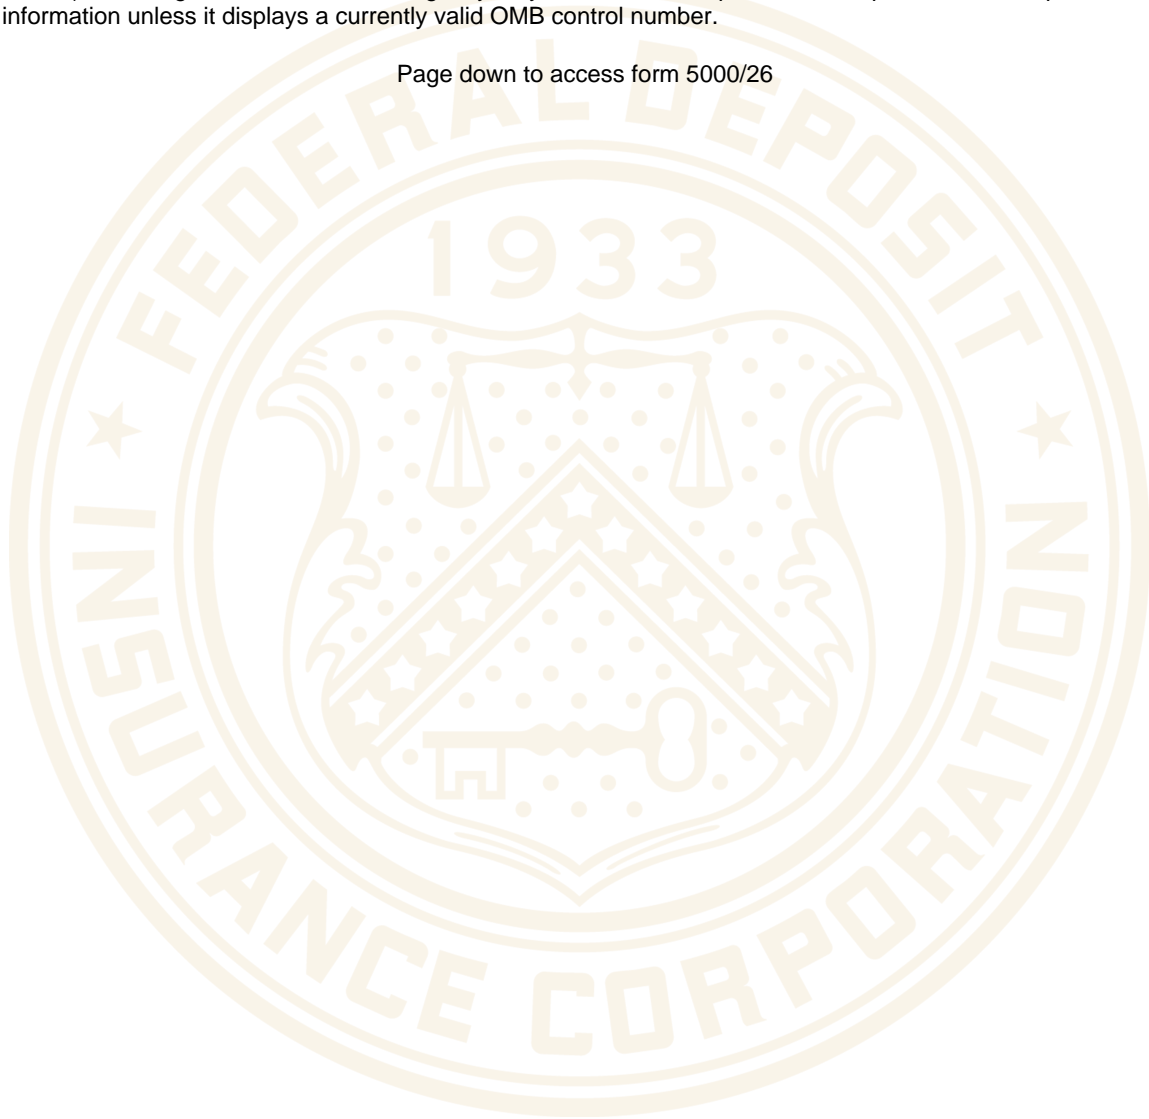 information unless it displays a currently valid OMB control number.
Page down to access form 5000/26
FEDERAL DEPOSIT
1933
INSURANCE CORPORATION